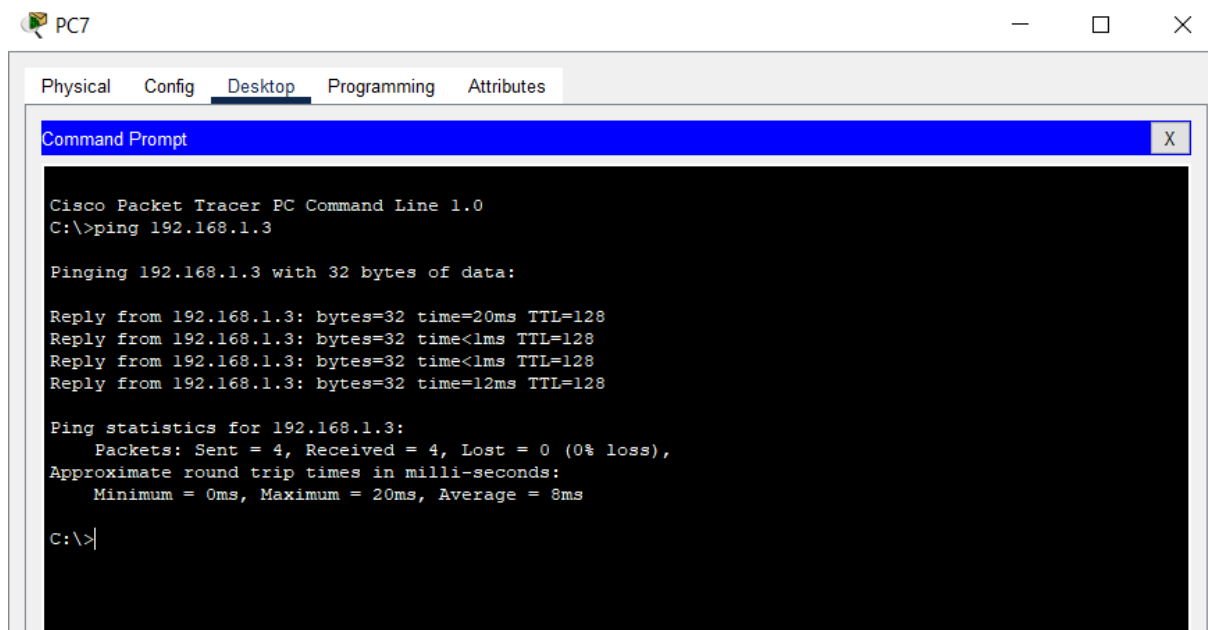 PC7
Physical Config Desktop Programming Attributes
Command Prompt
X
Cisco Packet Tracer PC Command Line 1.0
C:\>ping 192.168.1.3
Pinging 192.168.1.3 with 32 bytes of data:
Reply from 192.168.1.3: bytes=32 time=20ms TTL=128
Reply from 192.168.1.3: bytes=32 time<1ms TTL=128
Reply from 192.168.1.3: bytes=32 time<1ms TTL=128
Reply from 192.168.1.3: bytes=32 time=12ms TTL=128
Ping statistics for 192.168.1.3:
Packets: Sent = 4, Received = 4, Lost = 0 (0% loss),
Approximate round trip times in milli-seconds:
Minimum = 0ms, Maximum = 20ms, Average = 8ms
C:\>